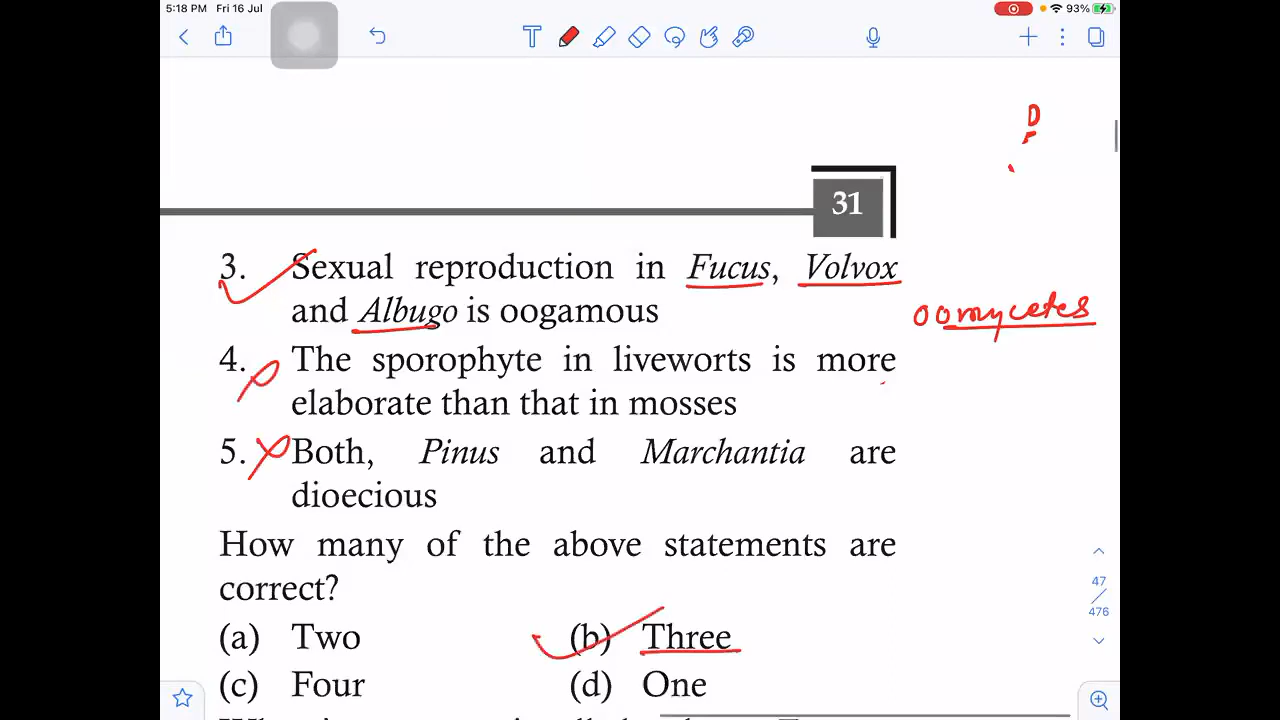 5:18 PM Fri 16 Jul
93%
T
D
31
3. Sexual reproduction in Fucus, Volvox
and Albugo is oogamous
oomycetes
4. The sporophyte in liveworts is more
elaborate than that in mosses
5. Both, Pinus and Marchantia are
dioecious
How many of the above statements are
correct?
47
476
(a) Two (b) Three
(c) Four (d) One